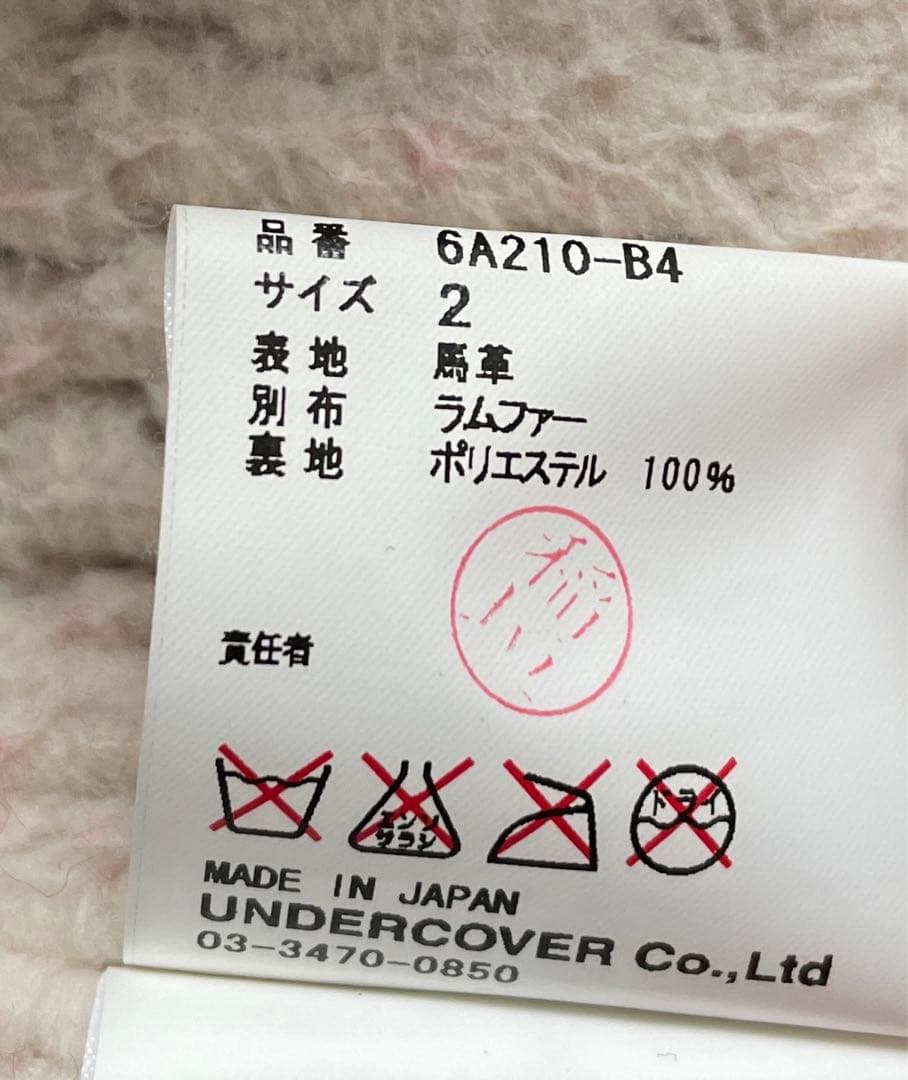 品番 6A210-B4
サイズ 2
表地 馬革
別布 ラムファー
裏地 ポリエステル 100%
責任者
エンソ
サラシ
ドライ
MADE IN JAPAN
UNDERCOVER Co.,Ltd
03-3470-0850